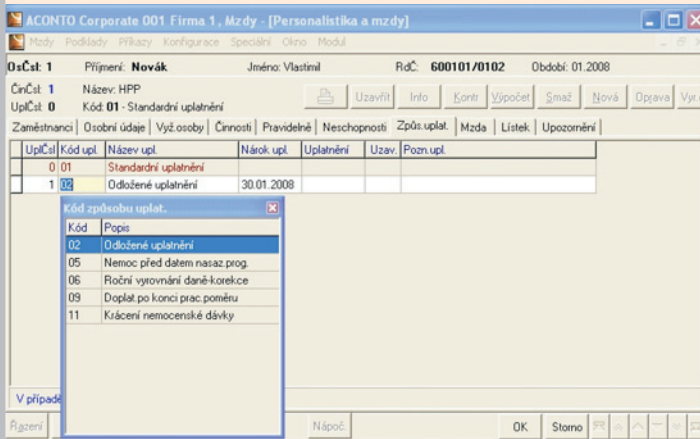 ACONTO Corporate 001 Firma 1, Mzdy - [Personalistika a mzdy]
Mzdy Podklady Příkazy Konfigurace Speciální Okno Modul
OsČsl: 1 Příjmení: Novák Jméno: Vlastimil RdČ: 600101/0102 Období: 01.2008
ČinČsl: 1 Název: HPP
UplČsl: 0 Kód: 01 - Standardní uplatnění
Uzavřít Info Kontr Výpočet Smaž Nová Oprava
Zaměstnanci Osobní údaje Vyž.osoby Činnosti Pravidelně Neschopnosti Způs.uplat. Mzda Lístek Upozornění
UplČsl Kód upl. Název upl. Nárok upl. Uplatnění Uzav. Pozn.upl.
0 01 Standardní uplatnění
1 02 Odložené uplatnění 30.01.2008
Kód způsobu uplat.
Kód Popis
02 Odložené uplatnění
05 Nemoc před datem nasaz.prog.
06 Roční vyrovnání daně-korekce
09 Doplat.po konci prac.poměru
11 Krácení nemocenské dávky
V případě
Řazení Nápoč. OK Storno